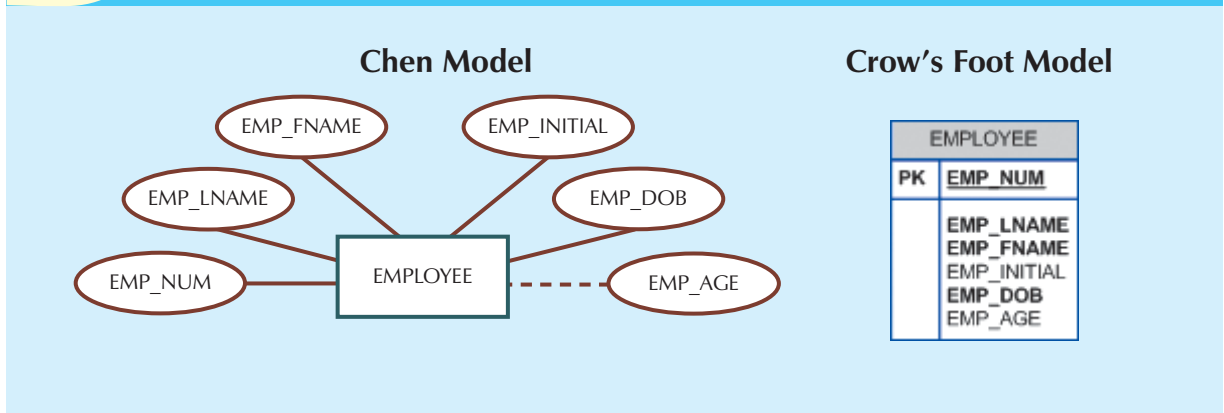 Chen Model
EMP_FNAME
EMP_INITIAL
EMP_LNAME
EMP_DOB
EMP_NUM
EMPLOYEE
EMP_AGE
Crow's Foot Model
EMPLOYEE
PK EMP_NUM
EMP_LNAME
EMP_FNAME
EMP_INITIAL
EMP_DOB
EMP_AGE